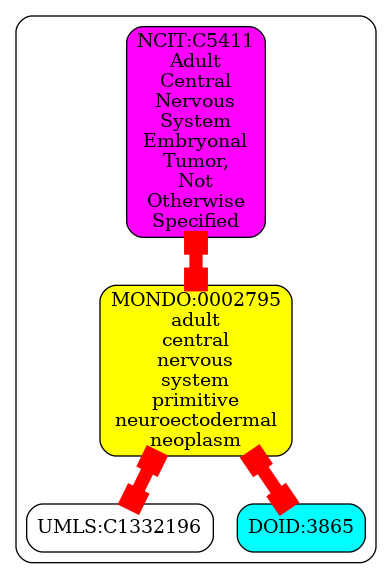 NCIT:C5411
Adult
Central
Nervous
System
Embryonal
Tumor,
Not
Otherwise
Specified
MONDO:0002795
adult
central
nervous
system
primitive
neuroectodermal
neoplasm
UMLS:C1332196
DOID:3865